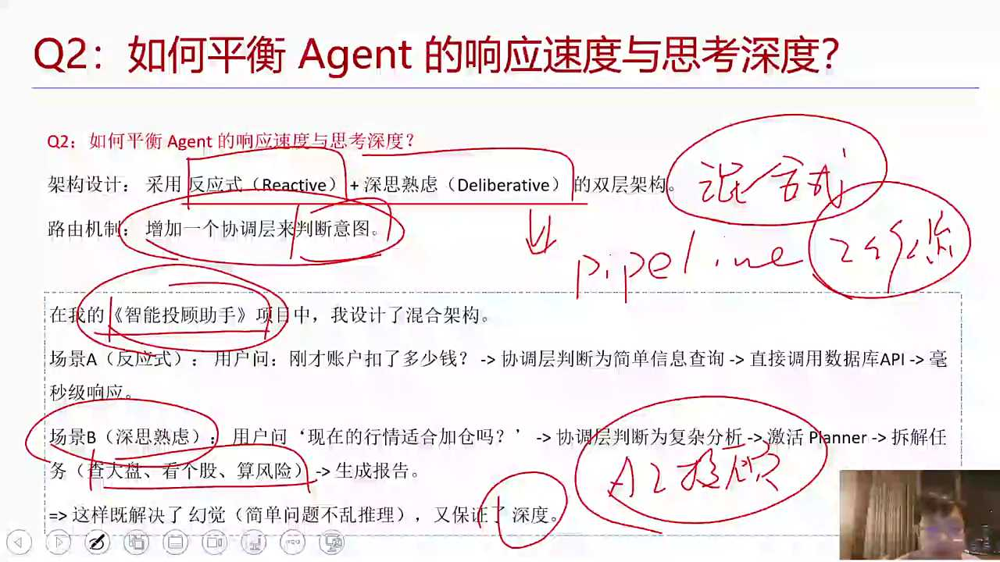 Q2：如何平衡 Agent 的响应速度与思考深度？
Q2：如何平衡 Agent 的响应速度与思考深度？
架构设计： 采用 反应式（Reactive） + 深思熟虑（Deliberative） 的双层架构。
混合式
路由机制： 增加一个协调层来判断意图。
pipeline
在我的《智能投顾助手》项目中，我设计了混合架构。
场景A（反应式）： 用户问：刚才账户扣了多少钱？ -> 协调层判断为简单信息查询 -> 直接调用数据库API -> 毫
秒级响应。
场景B（深思熟虑）： 用户问‘现在的行情适合加仓吗？’ -> 协调层判断为复杂分析 -> 激活 Planner -> 拆解任
务（查大盘、看个股、算风险） -> 生成报告。
AI投顾
=> 这样既解决了 幻觉（简单问题不乱推理），又保证了 深度。